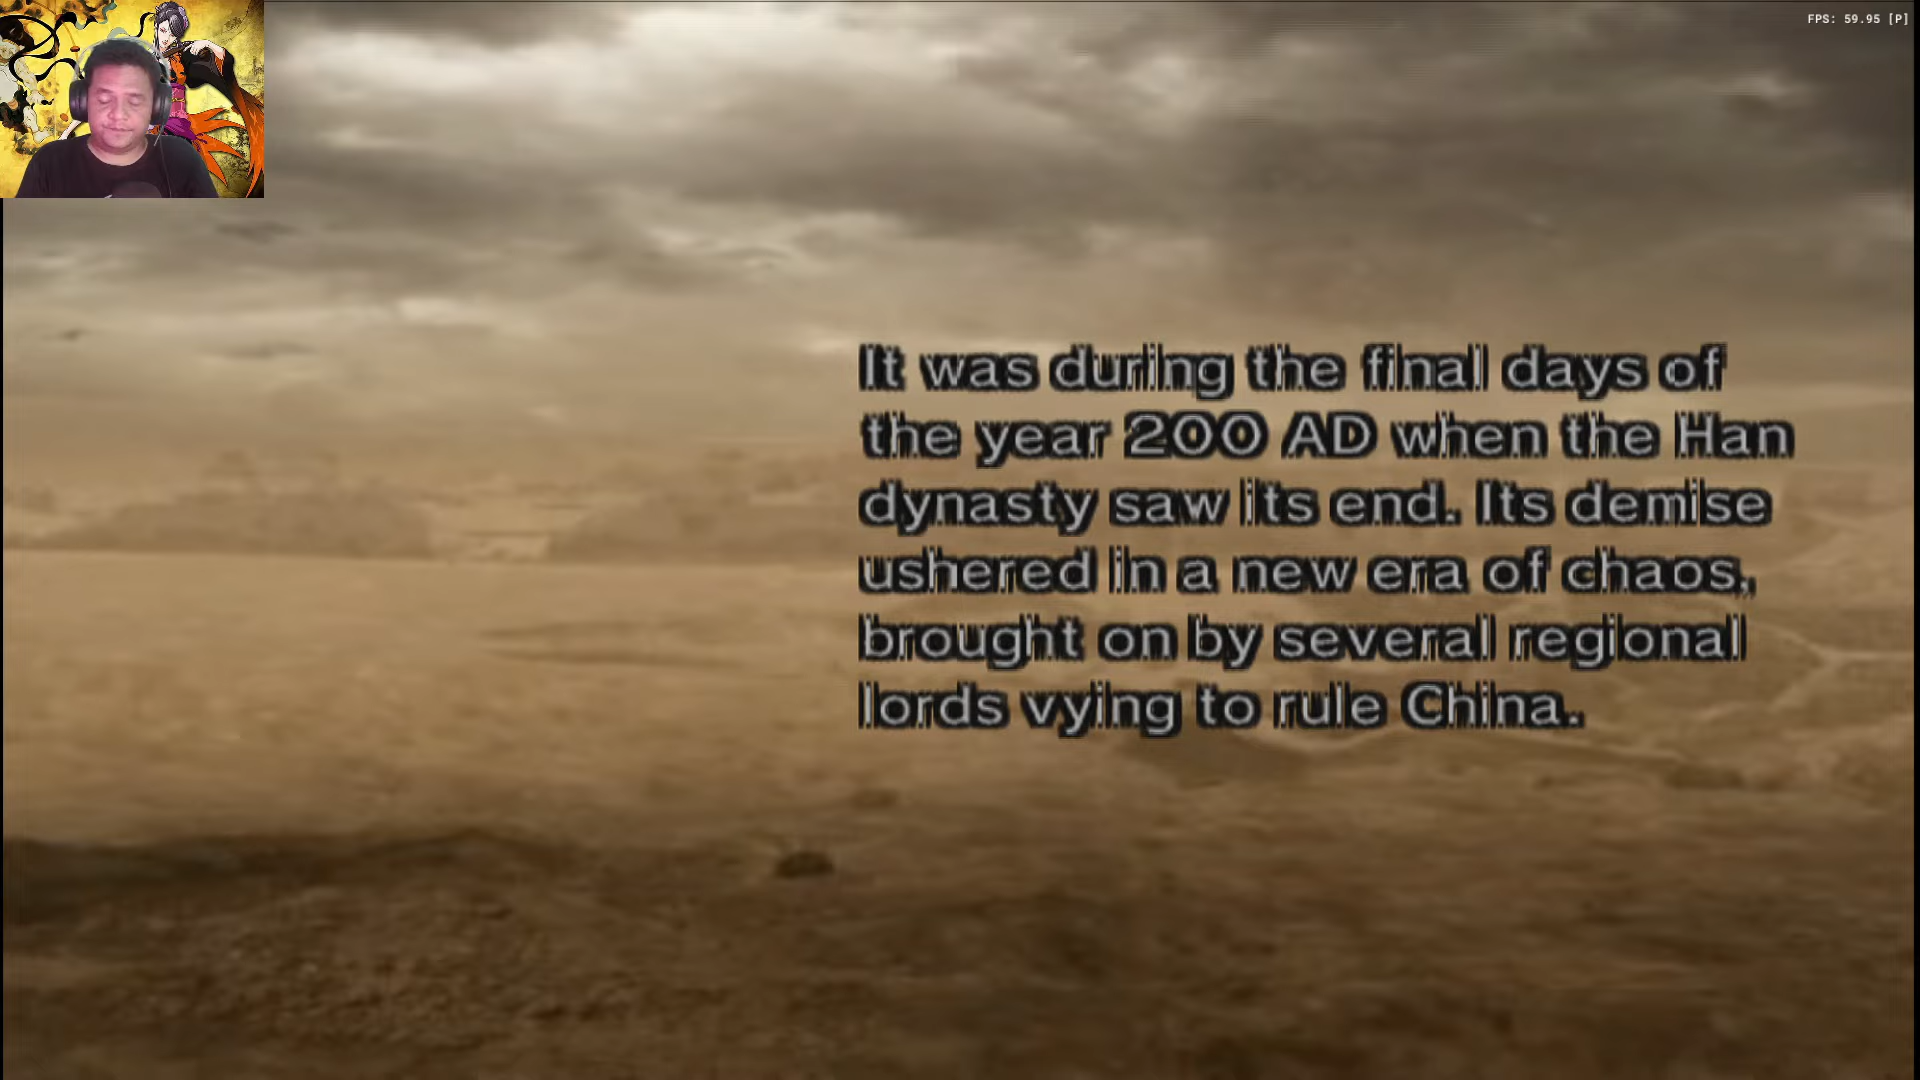 FPS: 59.95 [P]
It was during the final days of
the year 200 AD when the Han
dynasty saw its end. Its demise
ushered in a new era of chaos,
brought on by several regional
lords vying to rule China.